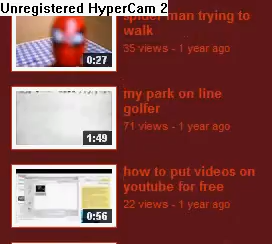 Unregistered HyperCam 2
spider man trying to
walk
35 views - 1 year ago
0:27
my park on line
golfer
71 views - 1 year ago
1:49
how to put videos on
youtube for free
22 views - 1 year ago
0:56